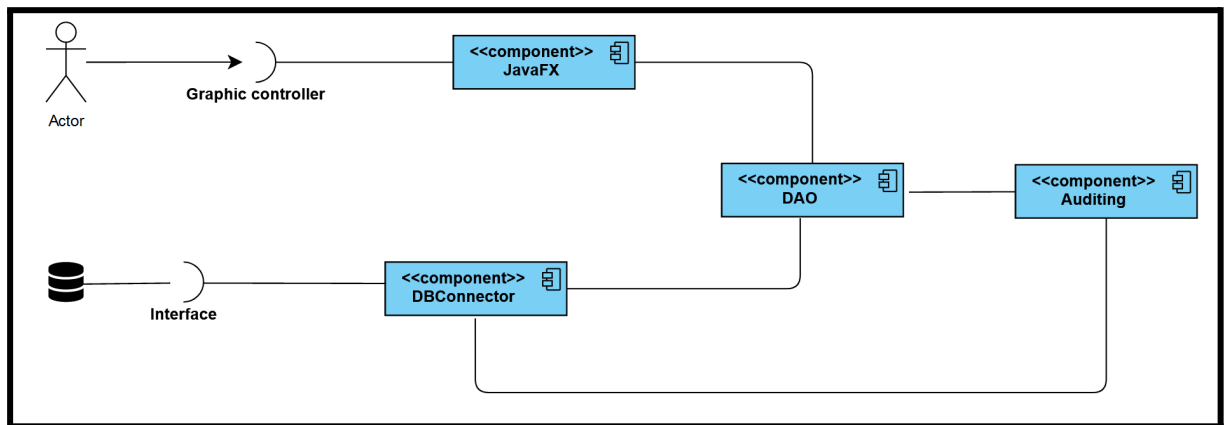 <<component>>
JavaFX
Graphic controller
Actor
<<component>>
DAO
<<component>>
Auditing
<<component>>
DBConnector
Interface